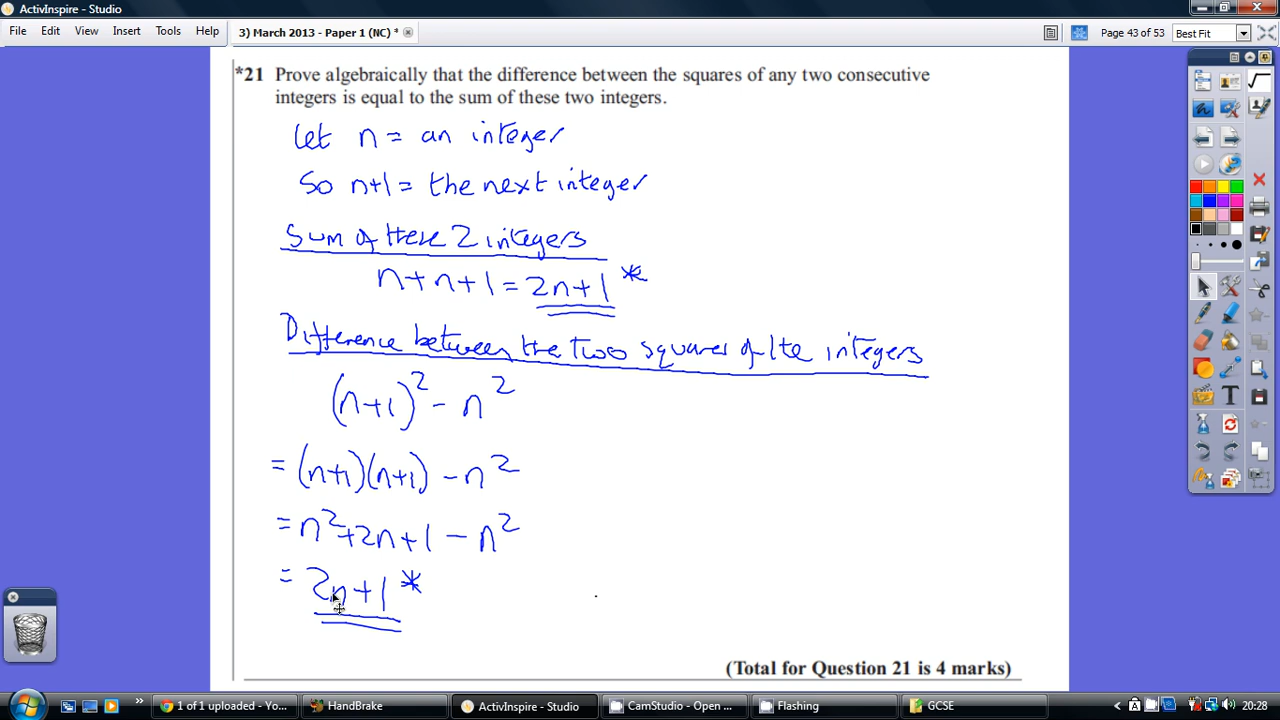 ActivInspire - Studio
File Edit View Insert Tools Help
3) March 2013 - Paper 1 (NC) *
Page 43 of 53
Best Fit
*21 Prove algebraically that the difference between the squares of any two consecutive
integers is equal to the sum of these two integers.
Let n = an integer
So n+1 = the next integer
Sum of these 2 integers
n+n+1 = 2n+1 *
Difference between the two squares of the integers
(n+1)² - n²
= (n+1)(n+1) - n²
= n²+2n+1 - n²
= 2n+1 *
(Total for Question 21 is 4 marks)
1 of 1 uploaded - Yo...
HandBrake
ActivInspire - Studio
CamStudio - Open ...
Flashing
GSCE
20:28